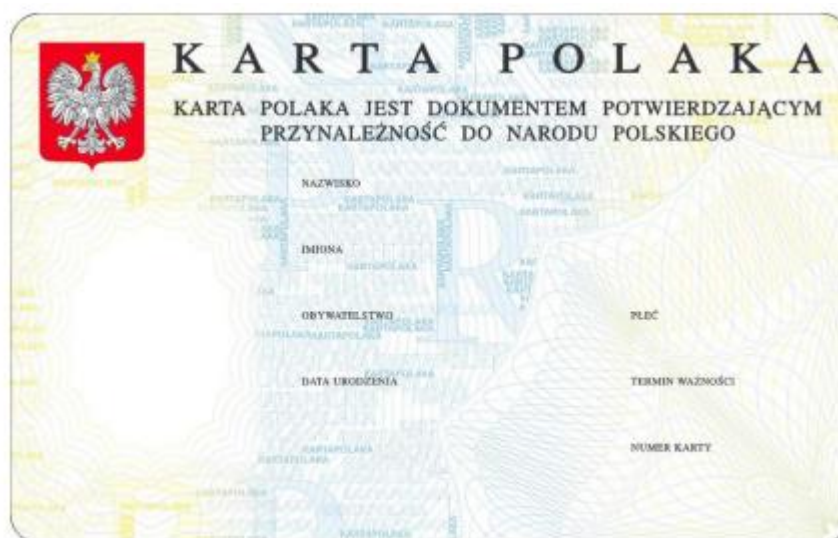 KARTA POLAKA
KARTA POLAKA JEST DOKUMENTEM POTWIERDZAJĄCYM
PRZYNALEŻNOŚĆ DO NARODU POLSKIEGO
NAZWISKO
IMIONA
OBYWATELSTWO
PŁEĆ
DATA URODZENIA
TERMIN WAŻNOŚCI
NUMER KARTY
KARTAPOLAKA